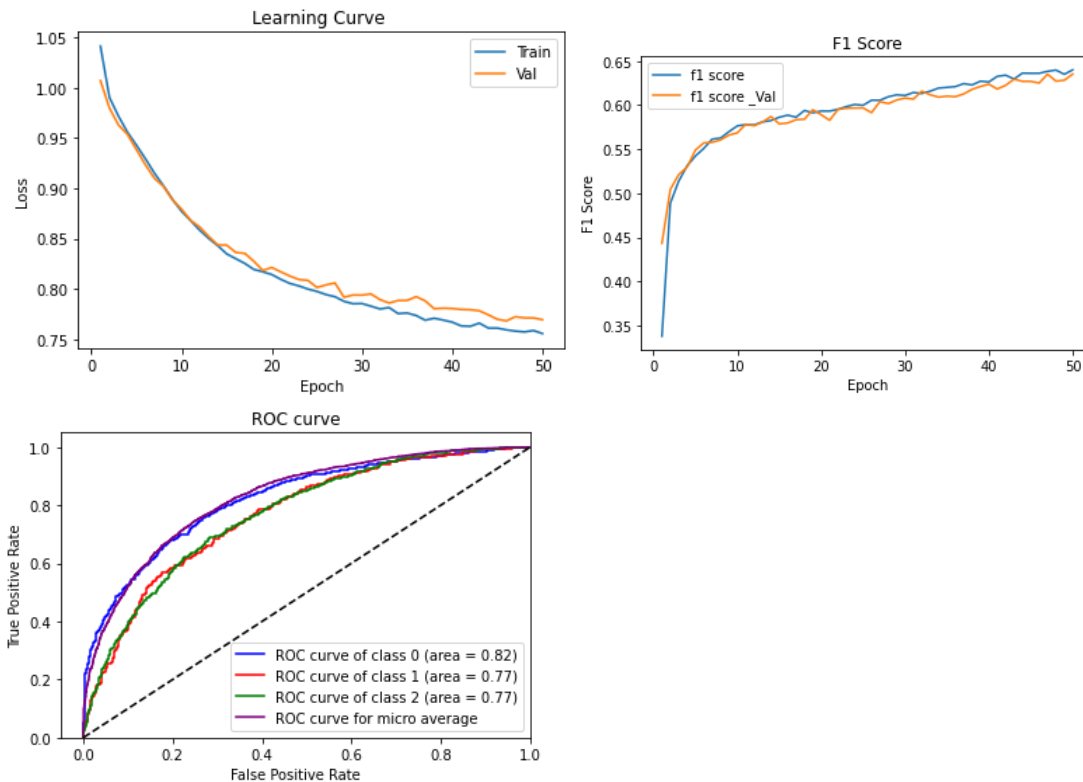 Learning Curve
1.05
1.00
0.95
0.90
0.85
0.80
0.75
Loss
Train
Val
0 10 20 30 40 50
Epoch
F1 Score
0.65
0.60
0.55
0.50
0.45
0.40
0.35
F1 Score
f1 score
f1 score _Val
0 10 20 30 40 50
Epoch
ROC curve
1.0
0.8
0.6
0.4
0.2
0.0
True Positive Rate
ROC curve of class 0 (area = 0.82)
ROC curve of class 1 (area = 0.77)
ROC curve of class 2 (area = 0.77)
ROC curve for micro average
0.0 0.2 0.4 0.6 0.8 1.0
False Positive Rate